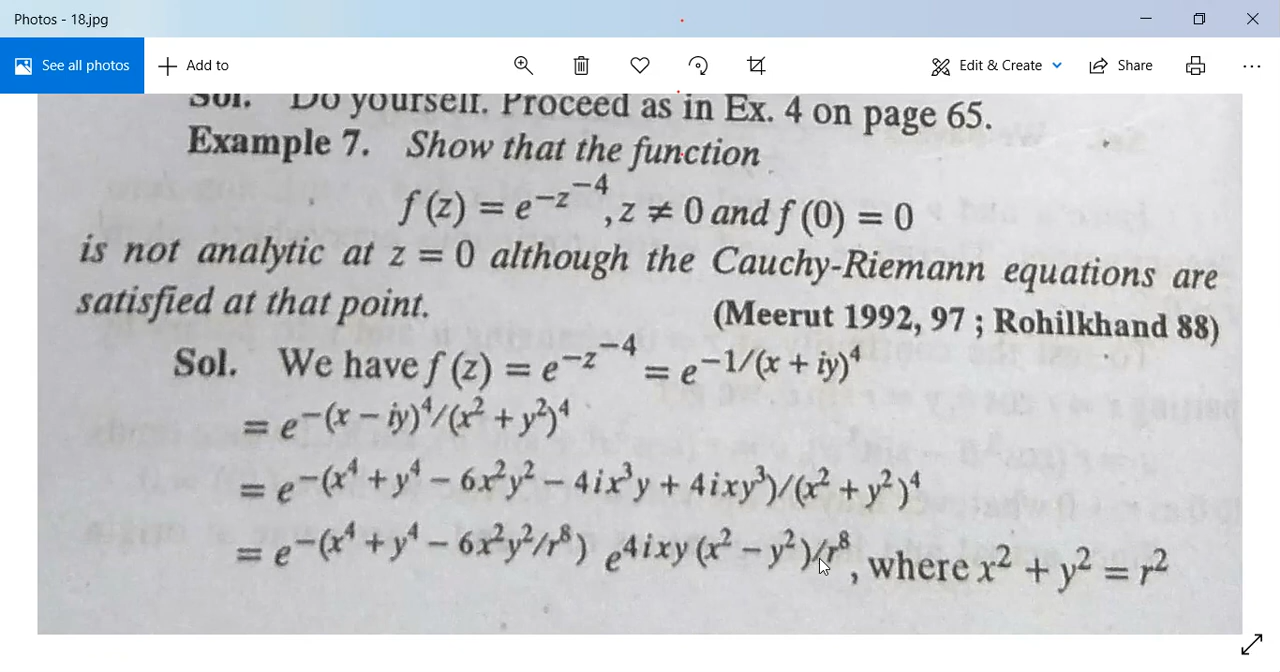 Photos - 18.jpg
See all photos
Add to
Edit & Create
Share
Sol. Do yourself. Proceed as in Ex. 4 on page 65.
Example 7. Show that the function
f (z) = e^{-z^{-4}}, z ≠ 0 and f (0) = 0
is not analytic at z = 0 although the Cauchy-Riemann equations are
satisfied at that point.
(Meerut 1992, 97 ; Rohilkhand 88)
Sol. We have f (z) = e^{-z^{-4}} = e^{-1/(x + iy)^4}
= e^{-(x - iy)^4/(x^2 + y^2)^4}
= e^{-(x^4 + y^4 - 6x^2y^2 - 4ix^3y + 4ixy^3)/(x^2 + y^2)^4}
= e^{-(x^4 + y^4 - 6x^2y^2/r^8)} e^{4ixy (x^2 - y^2)/r^8}, where x^2 + y^2 = r^2